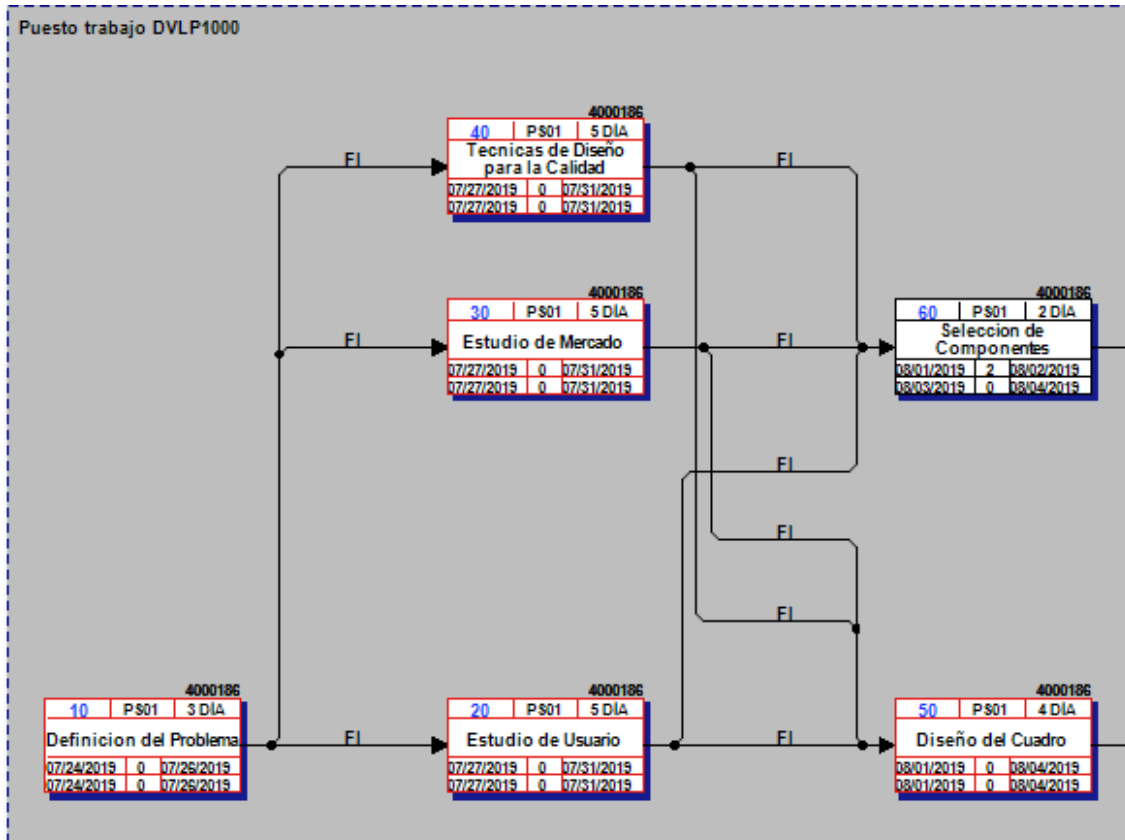 Puesto trabajo DVLP1000
4000186
40 PS01 5 DÍA
Tecnicas de Diseño
para la Calidad
07/27/2019 0 07/31/2019
07/27/2019 0 07/31/2019
FI
FI
4000186
30 PS01 5 DÍA
Estudio de Mercado
07/27/2019 0 07/31/2019
07/27/2019 0 07/31/2019
FI
FI
4000186
60 PS01 2 DÍA
Seleccion de
Componentes
08/01/2019 2 08/02/2019
08/03/2019 0 08/04/2019
FI
FI
FI
4000186
10 PS01 3 DÍA
Definicion del Problema
07/24/2019 0 07/26/2019
07/24/2019 0 07/26/2019
FI
4000186
20 PS01 5 DÍA
Estudio de Usuario
07/27/2019 0 07/31/2019
07/27/2019 0 07/31/2019
FI
4000186
50 PS01 4 DÍA
Diseño del Cuadro
08/01/2019 0 08/04/2019
08/01/2019 0 08/04/2019